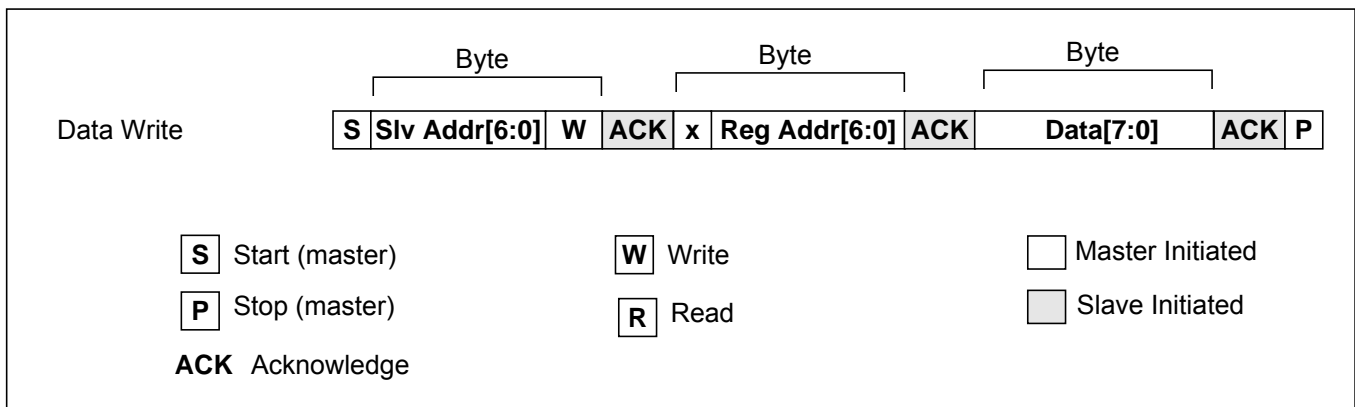 Byte Byte Byte
Data Write S Slv Addr[6:0] W ACK x Reg Addr[6:0] ACK Data[7:0] ACK P
S Start (master) W Write Master Initiated
P Stop (master) R Read Slave Initiated
ACK Acknowledge